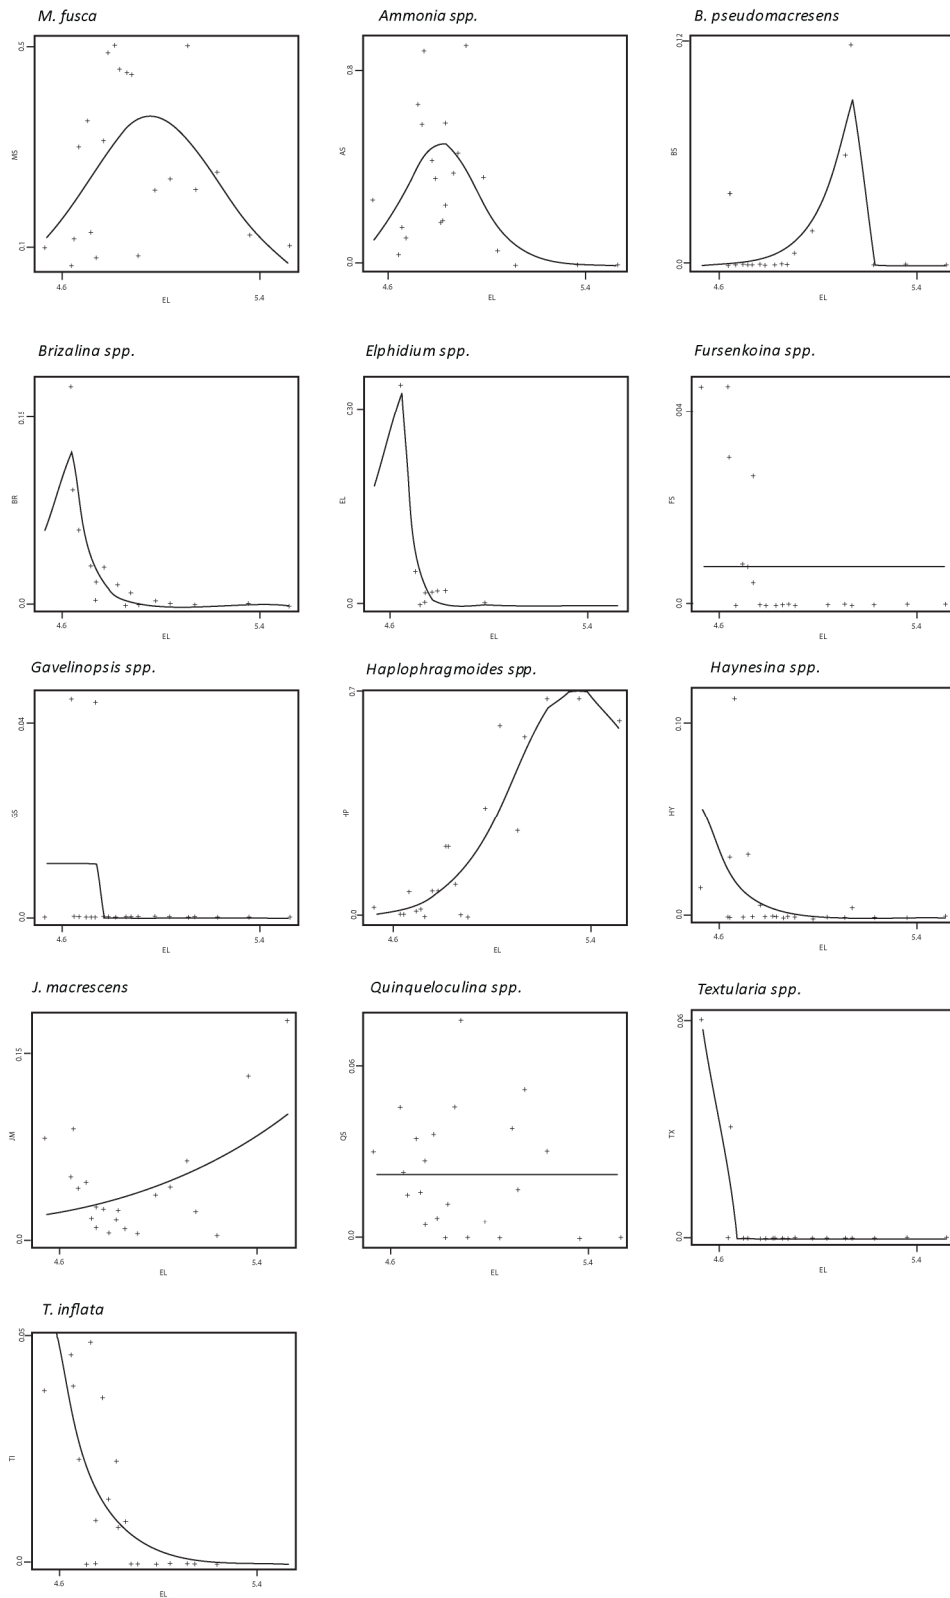 M. fusca
Ammonia spp.
B. pseudomacresens
0.5
0.1
MS
4.6
5.4
EL
0.8
0.0
AS
4.6
5.4
EL
0.12
0.0
BS
4.6
5.4
EL
Brizalina spp.
Elphidium spp.
Fursenkoina spp.
0.15
0.0
BR
4.6
5.4
EL
0.30
0.0
EL
4.6
5.4
EL
0.04
0.0
FS
4.6
5.4
EL
Gavelinopsis spp.
Haplophragmoides spp.
Haynesina spp.
0.04
0.0
GS
4.6
5.4
EL
0.7
0.0
HP
4.6
5.4
EL
0.10
0.0
HY
4.6
5.4
EL
J. macrescens
Quinqueloculina spp.
Textularia spp.
0.15
0.0
JM
4.6
5.4
EL
0.06
0.0
QS
4.6
5.4
EL
0.06
0.0
TX
4.6
5.4
EL
T. inflata
0.05
0.0
TI
4.6
5.4
EL